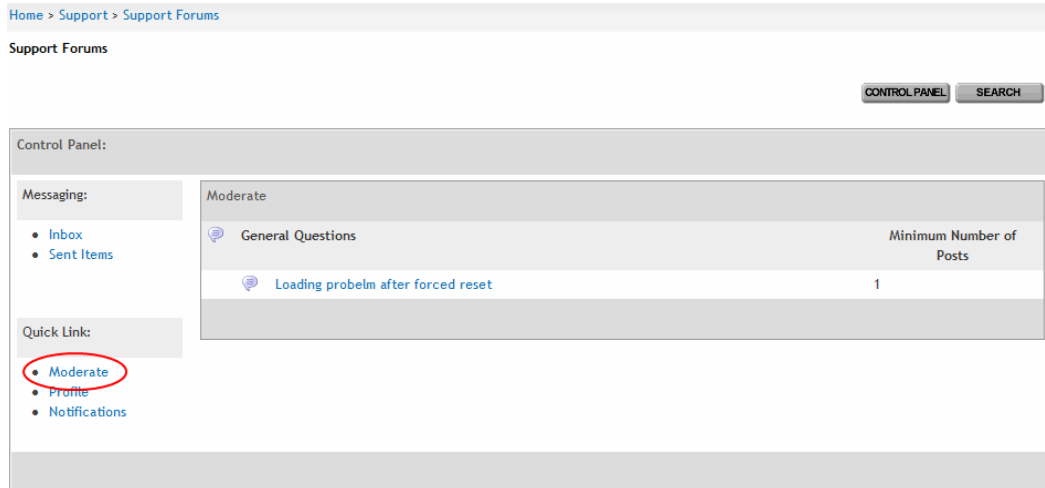 Home > Support > Support Forums
Support Forums
CONTROL PANEL SEARCH
Control Panel:
Messaging:
Inbox
Sent Items
Quick Link:
Moderate
Profile
Notifications
Moderate
General Questions Minimum Number of
Posts
Loading probelm after forced reset 1